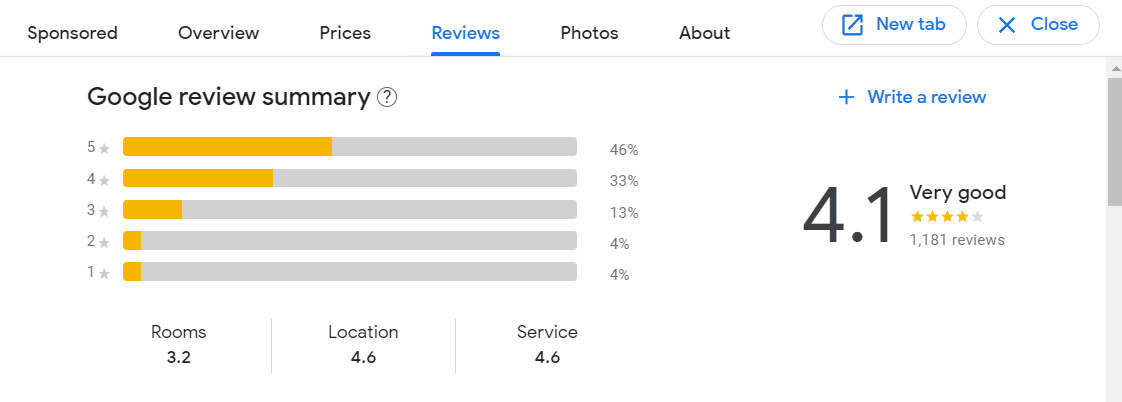 Sponsored Overview Prices Reviews Photos About New tab Close
Google review summary ?
+ Write a review
5 46%
4 33%
3 13%
2 4%
1 4%
4.1
Very good
1,181 reviews
Rooms Location Service
3.2 4.6 4.6